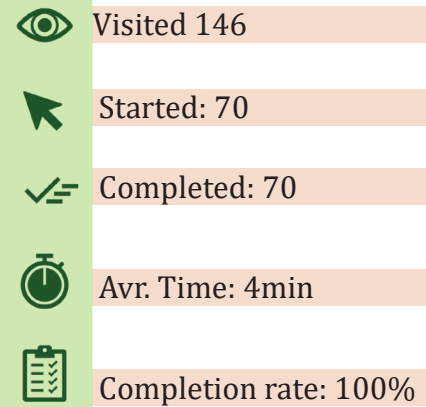 Visited 146
Started: 70
Completed: 70
Avr. Time: 4min
Completion rate: 100%